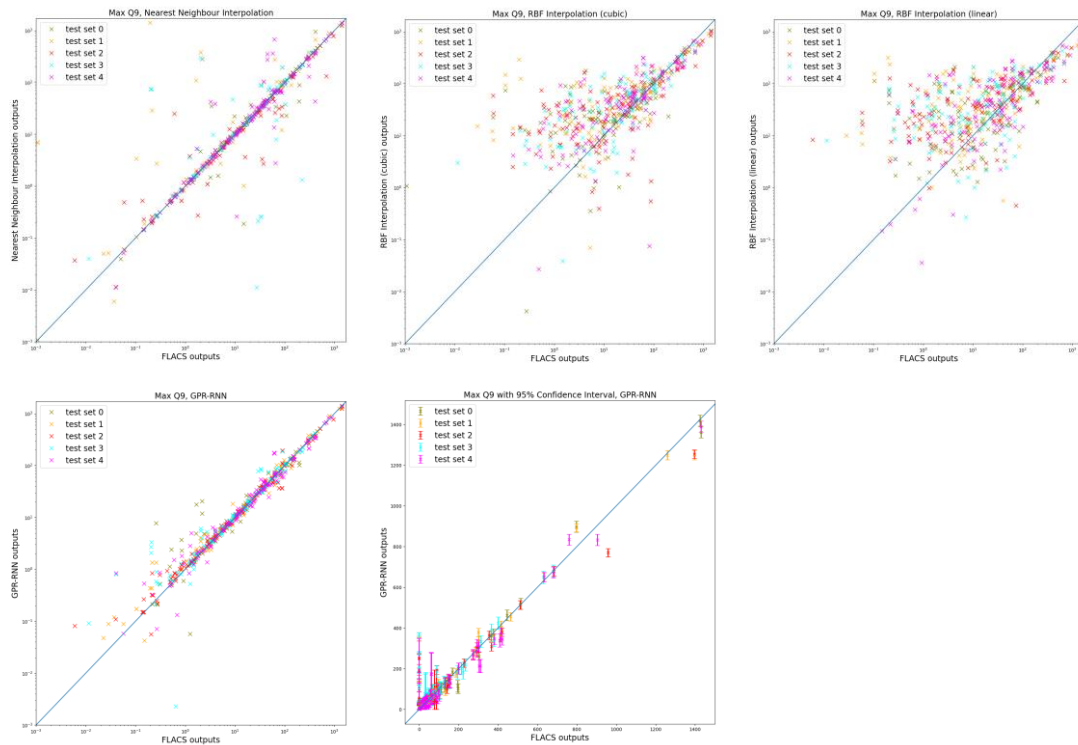 Max Q9, Nearest Neighbour Interpolation
test set 0
test set 1
test set 2
test set 3
test set 4
Nearest Neighbour Interpolation outputs
FLACS outputs
Max Q9, RBF Interpolation (cubic)
test set 0
test set 1
test set 2
test set 3
test set 4
RBF Interpolation (cubic) outputs
FLACS outputs
Max Q9, RBF Interpolation (linear)
test set 0
test set 1
test set 2
test set 3
test set 4
RBF Interpolation (linear) outputs
FLACS outputs
Max Q9, GPR-RNN
test set 0
test set 1
test set 2
test set 3
test set 4
GPR-RNN outputs
FLACS outputs
Max Q9 with 95% Confidence Interval, GPR-RNN
test set 0
test set 1
test set 2
test set 3
test set 4
GPR-RNN outputs
1400
1200
1000
800
600
400
200
0
0 200 400 600 800 1000 1200 1400
FLACS outputs